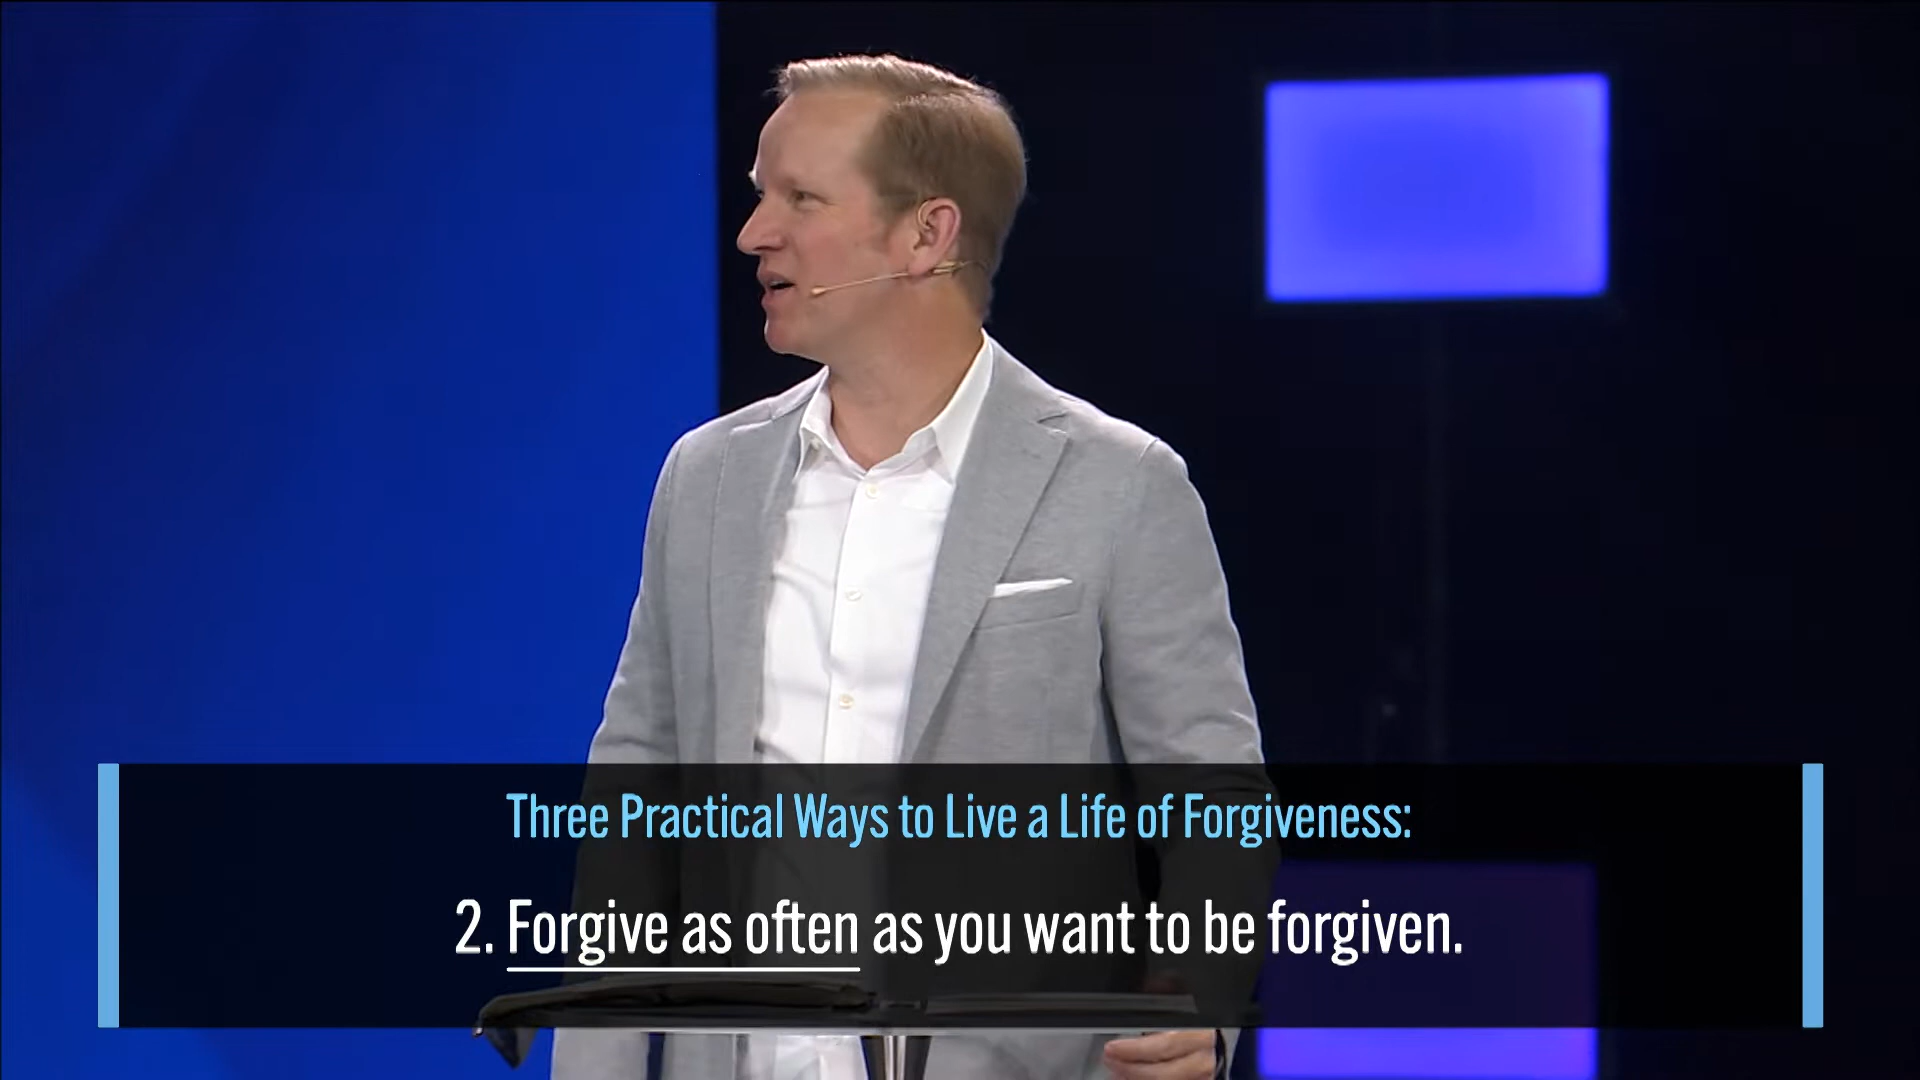 Three Practical Ways to Live a Life of Forgiveness:
2. Forgive as often as you want to be forgiven.